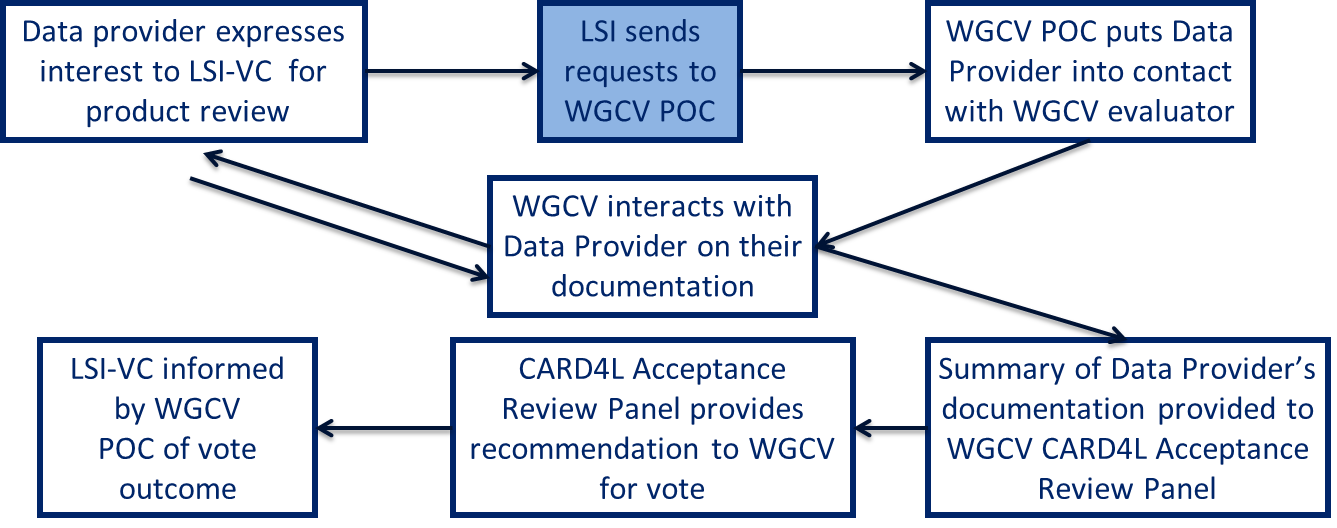 Data provider expresses
interest to LSI-VC for
product review
LSI sends
requests to
WGCV POC
WGCV POC puts Data
Provider into contact
with WGCV evaluator
WGCV interacts with
Data Provider on their
documentation
LSI-VC informed
by WGCV
POC of vote
outcome
CARD4L Acceptance
Review Panel provides
recommendation to WGCV
for vote
Summary of Data Provider’s
documentation provided to
WGCV CARD4L Acceptance
Review Panel